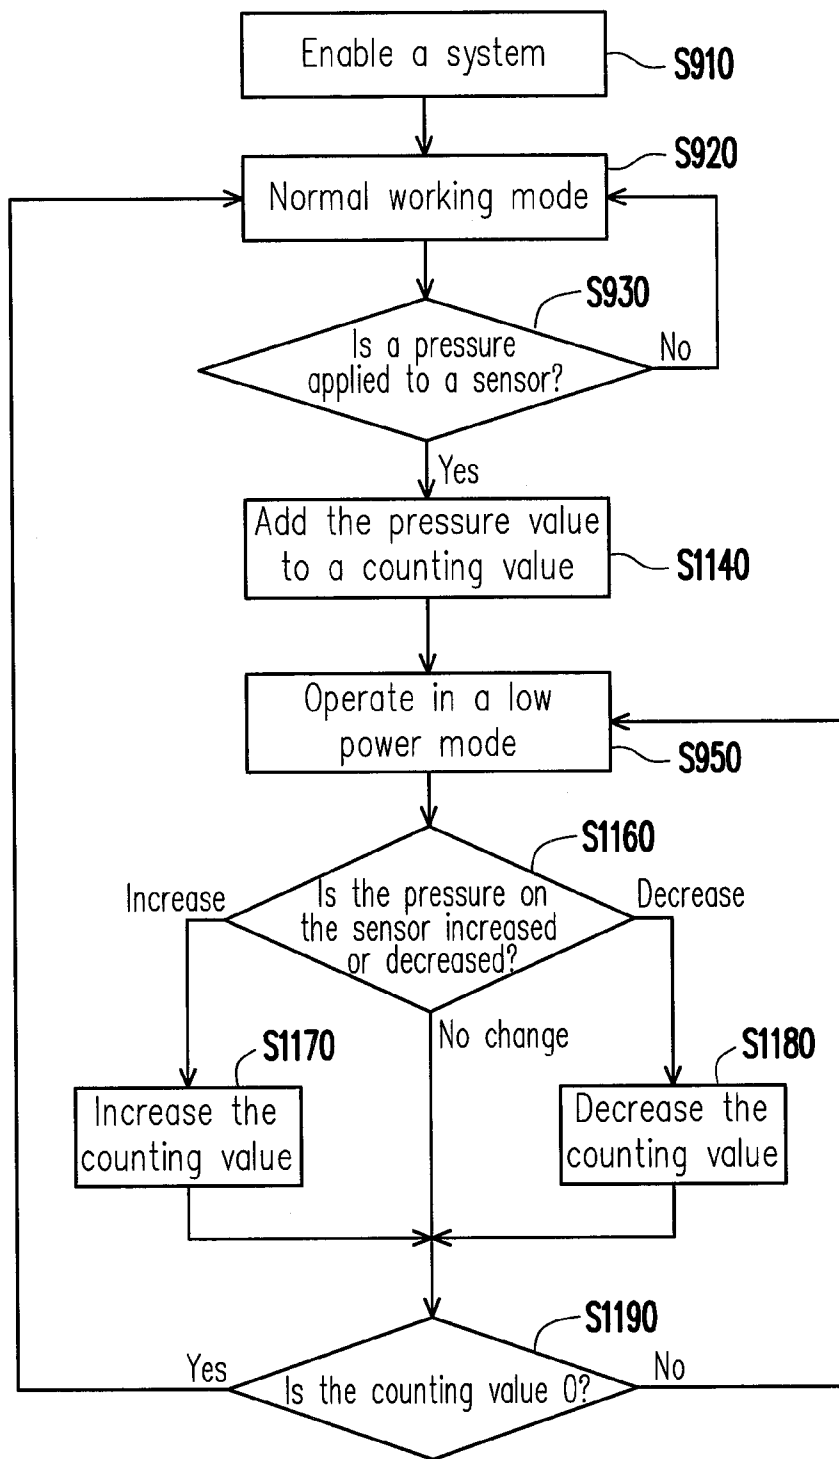 Enable a system
S910
S920
Normal working mode
S930
Is a pressure
applied to a sensor?
No
Yes
Add the pressure value
to a counting value
S1140
Operate in a low
power mode
S950
S1160
Increase
Is the pressure on
the sensor increased
or decreased?
Decrease
No change
S1170
S1180
Increase the
counting value
Decrease the
counting value
S1190
Yes
Is the counting value 0?
No